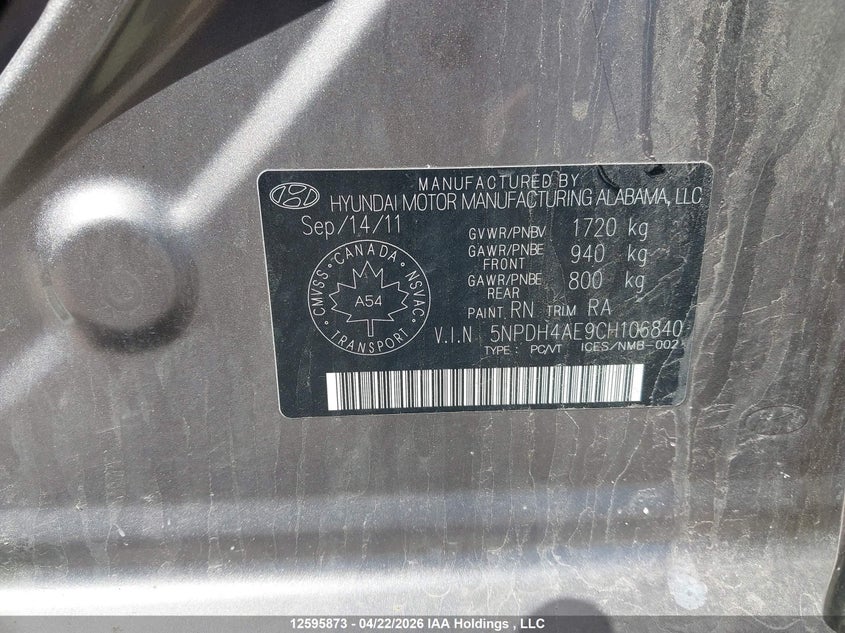 MANUFACTURED BY
HYUNDAI MOTOR MANUFACTURING ALABAMA, LLC
Sep/14/11
GVWR/PNBV 1720 kg
GAWR/PNBE FRONT 940 kg
GAWR/PNBE REAR 800 kg
PAINT RN TRIM RA
V.I.N 5NPDH4AE9CH106840
TYPE : PC/VT ICES/NMB-002
CANADA
CMVSS NSVAC
A54
TRANSPORT
12595873 - 04/22/2026 IAA Holdings , LLC